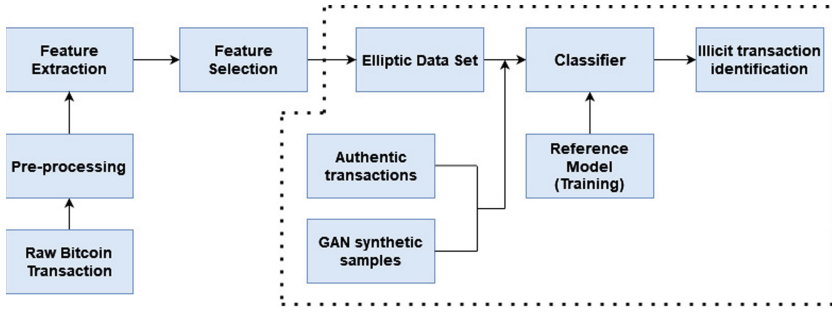 Feature
Extraction
Feature
Selection
Elliptic Data Set
Classifier
Illicit transaction
identification
Pre-processing
Authentic
transactions
Reference
Model
(Training)
Raw Bitcoin
Transaction
GAN synthetic
samples